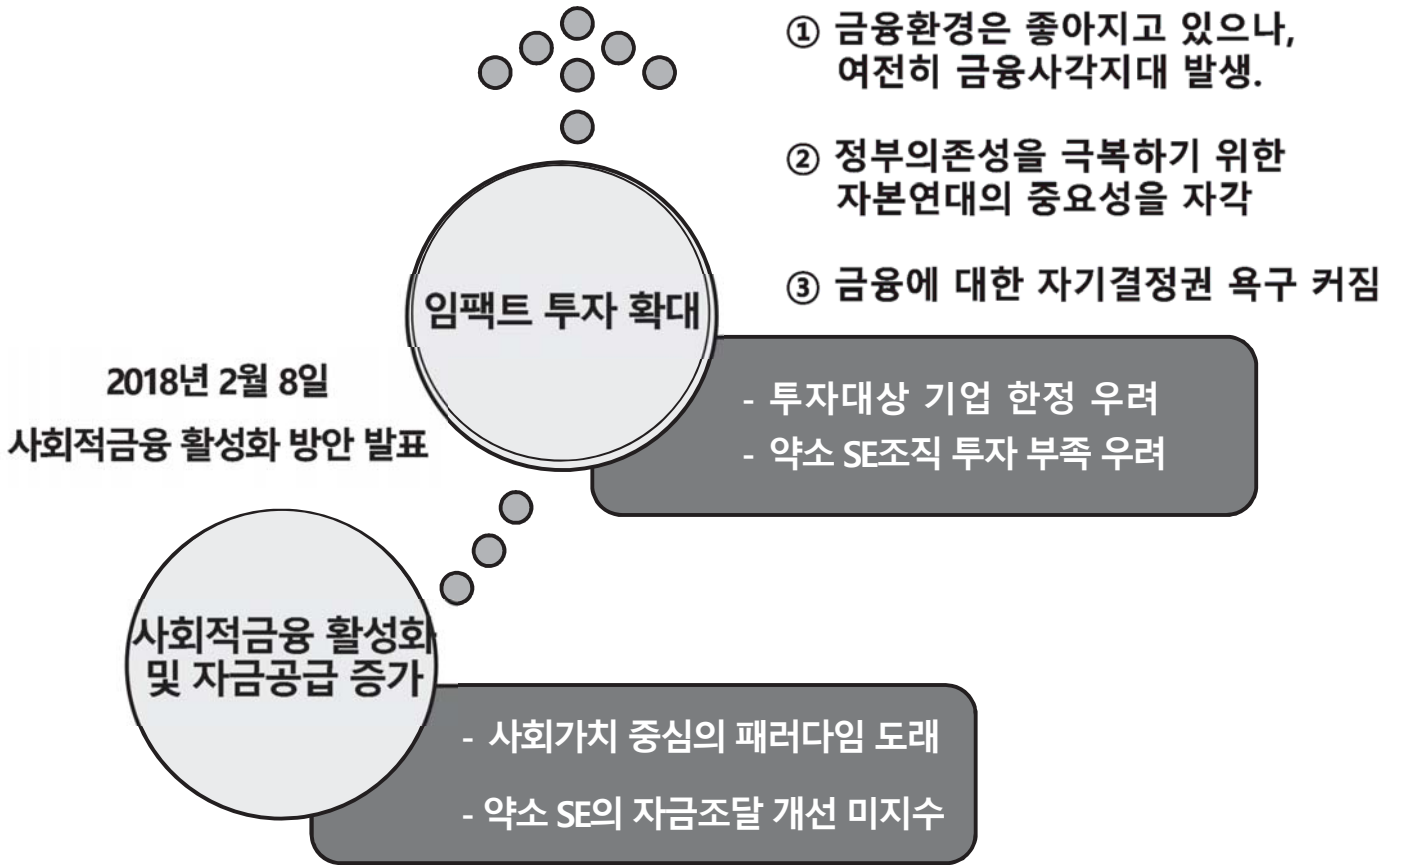 ① 금융환경은 좋아지고 있으나,
여전히 금융사각지대 발생.
② 정부의존성을 극복하기 위한
자본연대의 중요성을 자각
③ 금융에 대한 자기결정권 욕구 커짐
임팩트 투자 확대
- 투자대상 기업 한정 우려
- 약소 SE조직 투자 부족 우려
2018년 2월 8일
사회적금융 활성화 방안 발표
사회적금융 활성화
및 자금공급 증가
- 사회가치 중심의 패러다임 도래
- 약소 SE의 자금조달 개선 미지수